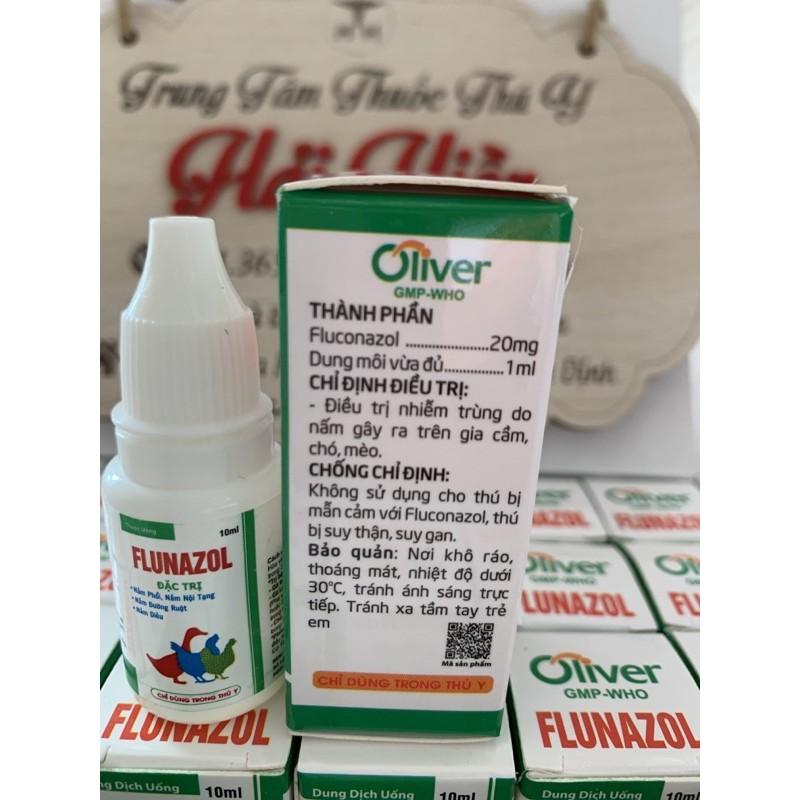 Trung Tâm Thuốc Thú Y
Oliver
GMP-WHO
THÀNH PHẦN
Fluconazol ......................20mg
Dung môi vừa đủ................1ml
CHỈ ĐỊNH ĐIỀU TRỊ:
- Điều trị nhiễm trùng do
nấm gây ra trên gia cầm,
chó, mèo.
CHỐNG CHỈ ĐỊNH:
Không sử dụng cho thú bị
mẫn cảm với Fluconazol, thú
bị suy thận, suy gan.
Bảo quản: Nơi khô ráo,
thoáng mát, nhiệt độ dưới
30°C, tránh ánh sáng trực
tiếp. Tránh xa tầm tay trẻ
em
Mã sản phẩm
CHỈ DÙNG TRONG THÚ Y
Thuốc Uống
10ml
FLUNAZOL
ĐẶC TRỊ
•Nấm Phổi, Nấm Nội Tạng
•Nấm Đường Ruột
•Nấm Diều
CHỈ DÙNG TRONG THÚ Y
FLUNAZOL
Dung Dịch Uống 10ml
Dung Dịch Uống 10ml
Oliver
GMP-WHO
FLUNAZOL
Dung Dịch Uống 10ml